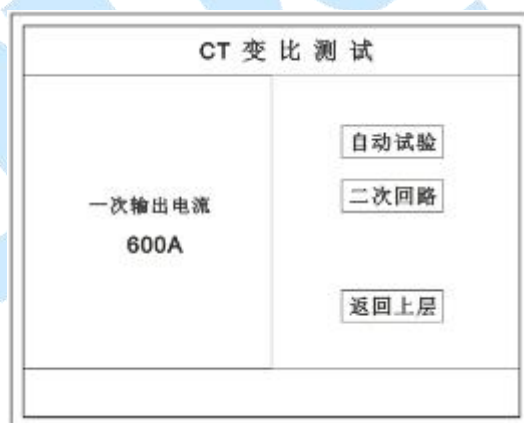 CT 变比测试
自动试验
一次输出电流
二次回路
600A
返回上层